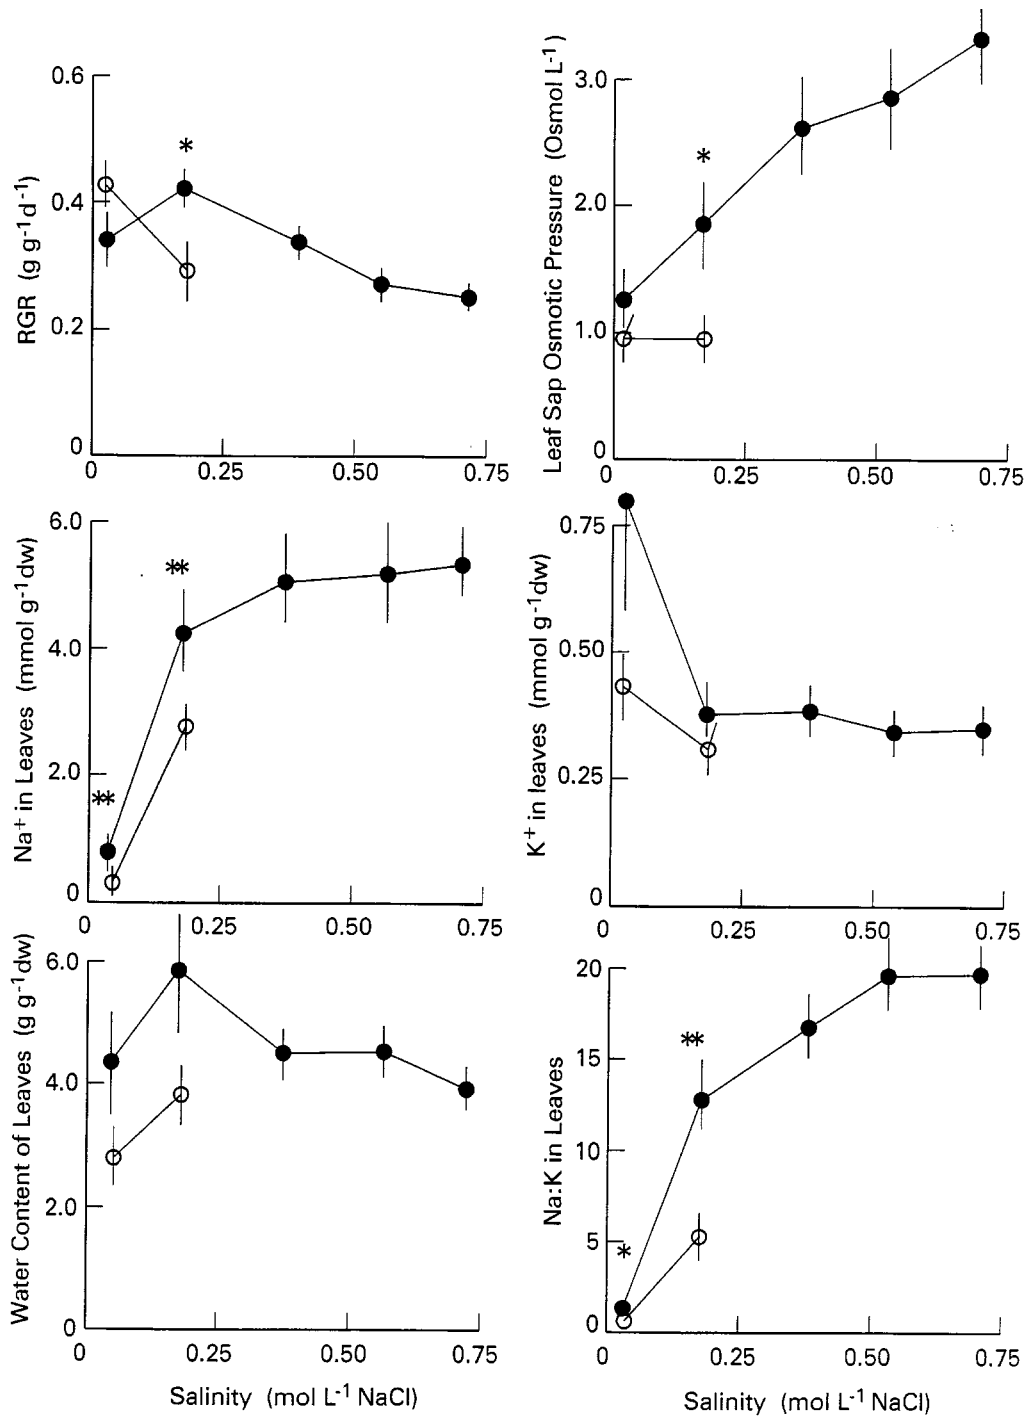 RGR (g g-1d-1)
0.6
0.4
0.2
0
*
0 0.25 0.50 0.75
Leaf Sap Osmotic Pressure (Osmol L-1)
3.0
2.0
1.0
0
*
0 0.25 0.50 0.75
Na+ in Leaves (mmol g-1dw)
6.0
4.0
2.0
0
**
**
0 0.25 0.50 0.75
K+ in leaves (mmol g-1dw)
0.75
0.50
0.25
0
0 0.25 0.50 0.75
Water Content of Leaves (g g-1dw)
6.0
4.0
2.0
0
0 0.25 0.50 0.75
Salinity (mol L-1 NaCl)
Na:K in Leaves
20
15
10
5
0
**
*
0 0.25 0.50 0.75
Salinity (mol L-1 NaCl)